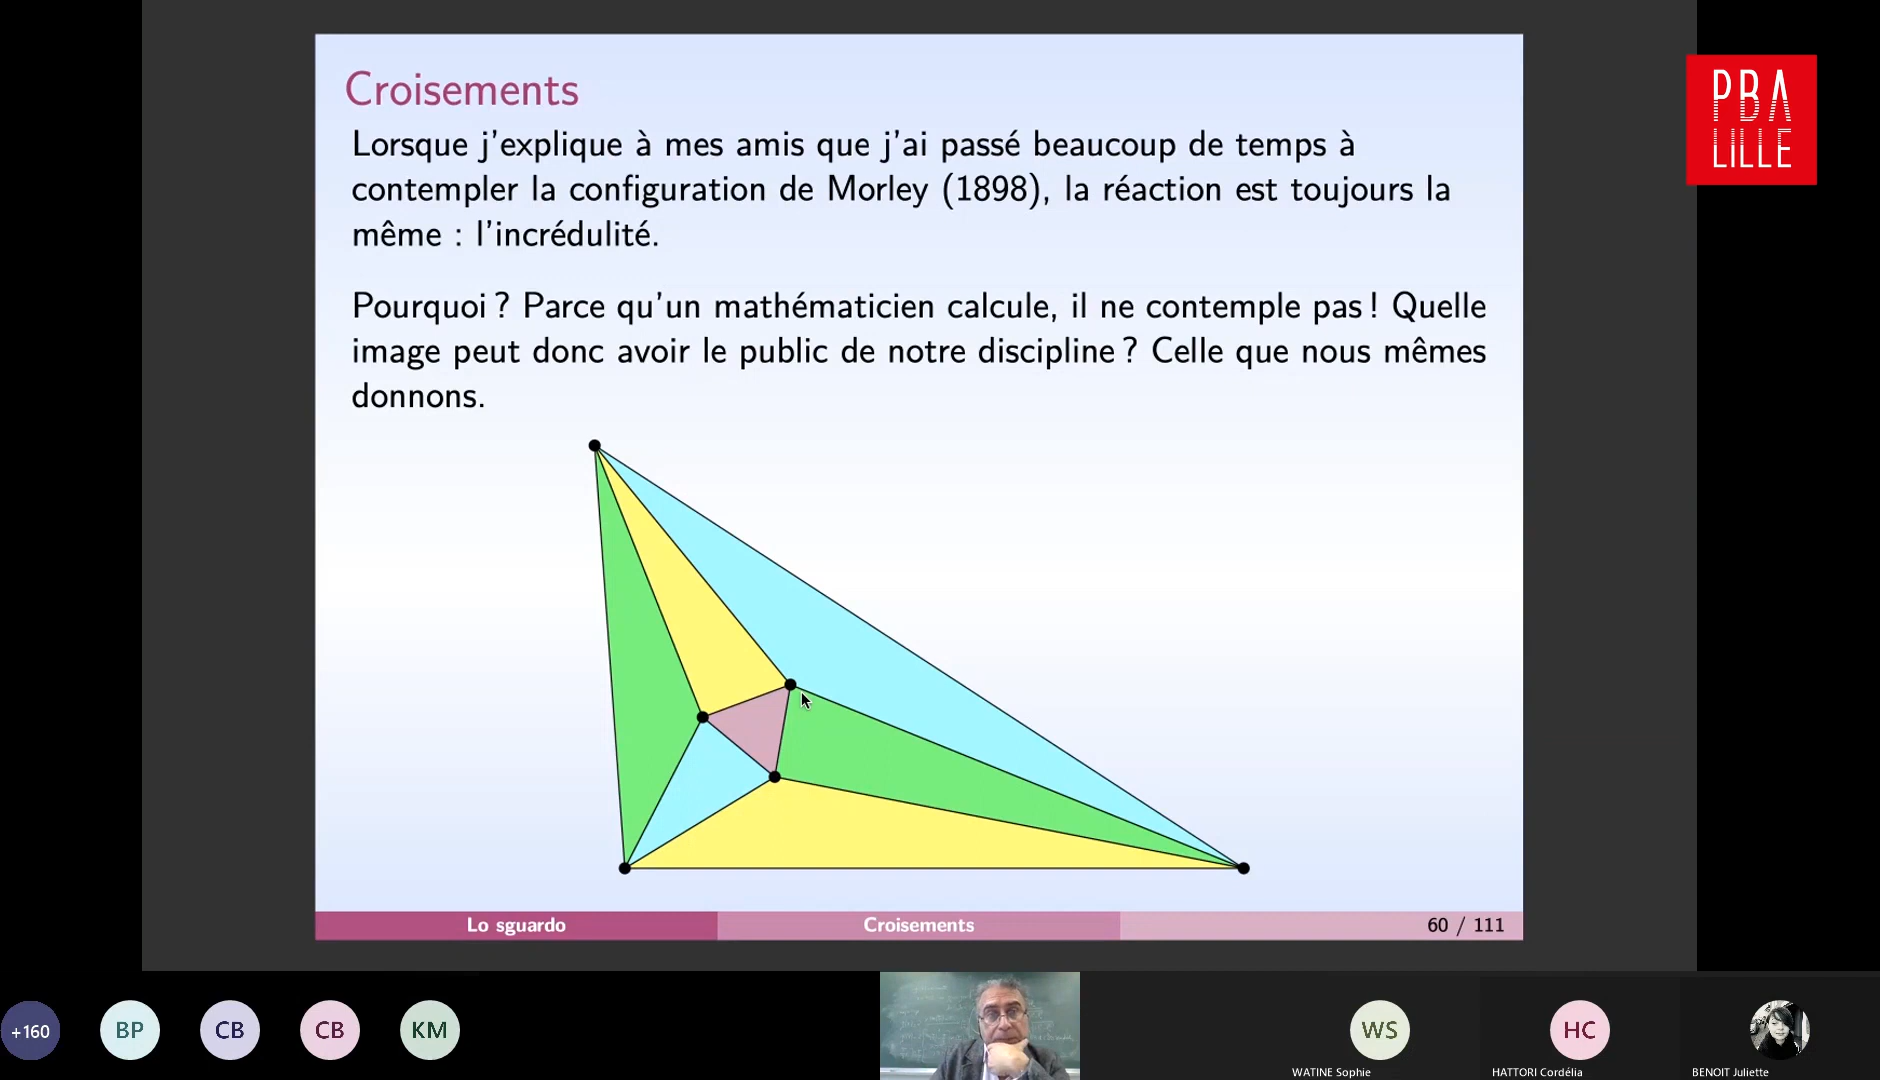 Croisements
Lorsque j'explique à mes amis que j'ai passé beaucoup de temps à
contempler la configuration de Morley (1898), la réaction est toujours la
même : l'incrédulité.
Pourquoi ? Parce qu'un mathématicien calcule, il ne contemple pas ! Quelle
image peut donc avoir le public de notre discipline ? Celle que nous mêmes
donnons.
Lo sguardo
Croisements
60 / 111
PBA
LILLE
+160
BP
CB
CB
KM
WS
HC
WATINE Sophie
HATTORI Cordélia
BENOIT Juliette